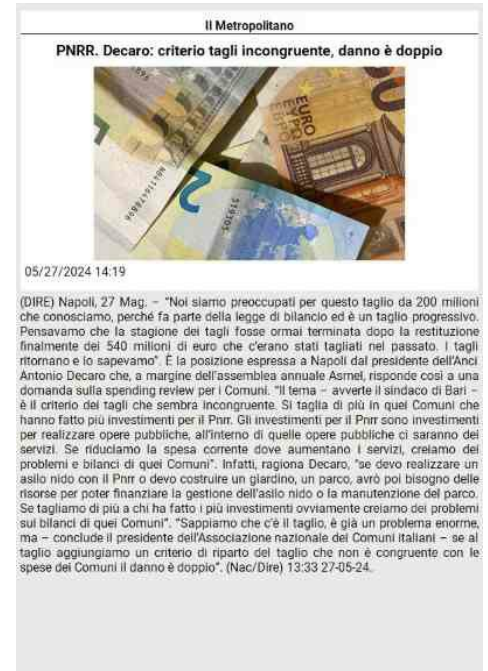 Il Metropolitano
PNRR. Decaro: criterio tagli incongruente, danno è doppio
EURO
ΕΥΡΩ
ЕВРО
05/27/2024 14:19
(DIRE) Napoli, 27 Mag. – "Noi siamo preoccupati per questo taglio da 200 milioni
che conosciamo, perché fa parte della legge di bilancio ed è un taglio progressivo.
Pensavamo che la stagione dei tagli fosse ormai terminata dopo la restituzione
finalmente dei 540 milioni di euro che c'erano stati tagliati nel passato. I tagli
ritornano e lo sapevamo". È la posizione espressa a Napoli dal presidente dell'Anci
Antonio Decaro che, a margine dell'assemblea annuale Asmel, risponde così a una
domanda sulla spending review per i Comuni. "Il tema – avverte il sindaco di Bari –
è il criterio dei tagli che sembra incongruente. Si taglia di più in quei Comuni che
hanno fatto più investimenti per il Pnrr. Gli investimenti per il Pnrr sono investimenti
per realizzare opere pubbliche, all'interno di quelle opere pubbliche ci saranno dei
servizi. Se riduciamo la spesa corrente dove aumentano i servizi, creiamo dei
problemi e bilanci di quei Comuni". Infatti, ragiona Decaro, "se devo realizzare un
asilo nido con il Pnrr o devo costruire un giardino, un parco, avrò poi bisogno delle
risorse per poter finanziare la gestione dell'asilo nido o la manutenzione del parco.
Se tagliamo di più a chi ha fatto i più investimenti ovviamente creiamo dei problemi
sui bilanci di quei Comuni". "Sappiamo che c'è il taglio, è già un problema enorme,
ma – conclude il presidente dell'Associazione nazionale dei Comuni italiani – se al
taglio aggiungiamo un criterio di riparto del taglio che non è congruente con le
spese dei Comuni il danno è doppio". (Nac/Dire) 13:33 27-05-24.